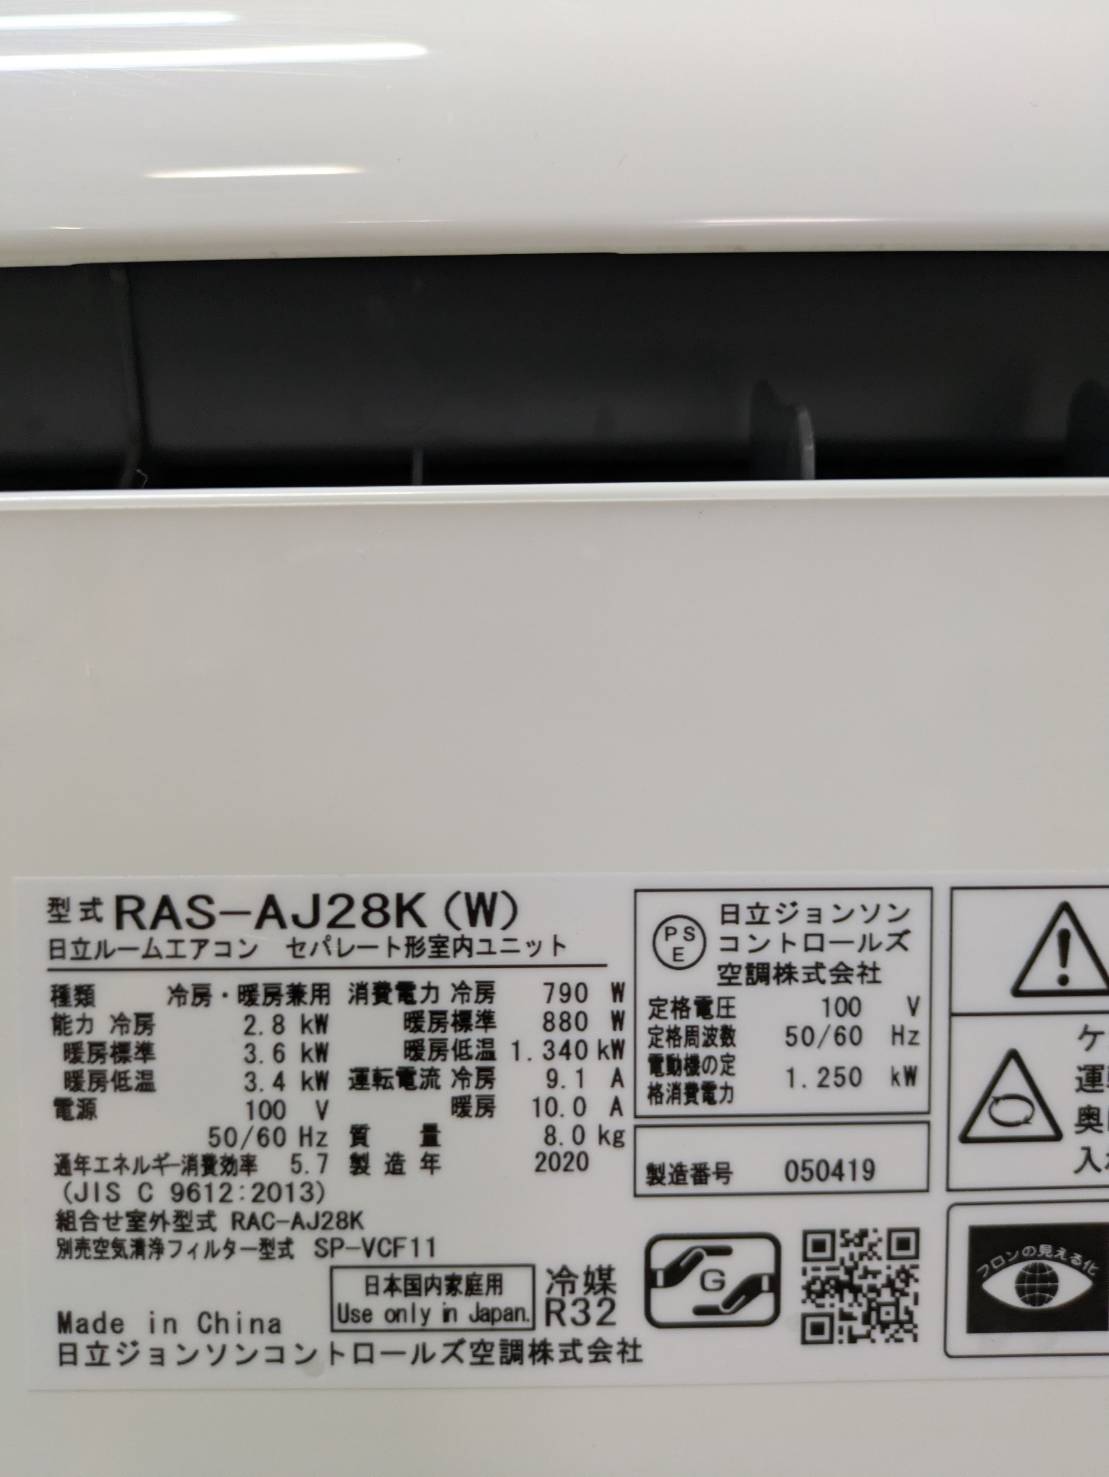 型式 RAS-AJ28K(W)
日立ルームエアコン セパレート形室内ユニット
種類 冷房・暖房兼用
能力 冷房 2.8 kW
暖房標準 3.6 kW
暖房低温 3.4 kW
電源 100 V
50/60 Hz
通年エネルギー消費効率 5.7
(JIS C 9612:2013)
消費電力 冷房 790 W
暖房標準 880 W
暖房低温 1.340 kW
運転電流 冷房 9.1 A
暖房 10.0 A
質量 8.0 kg
製造年 2020
組合せ室外型式 RAC-AJ28K
別売空気清浄フィルター型式 SP-VCF11
日本国内家庭用
Use only in Japan.
冷媒
R32
Made in China
日立ジョンソンコントロールズ空調株式会社
PS
E
日立ジョンソン
コントロールズ
空調株式会社
定格電圧 100 V
定格周波数 50/60 Hz
電動機の定
格消費電力 1.250 kW
製造番号 050419
G
ケ
運転
奥
入れ
フロンの見える化